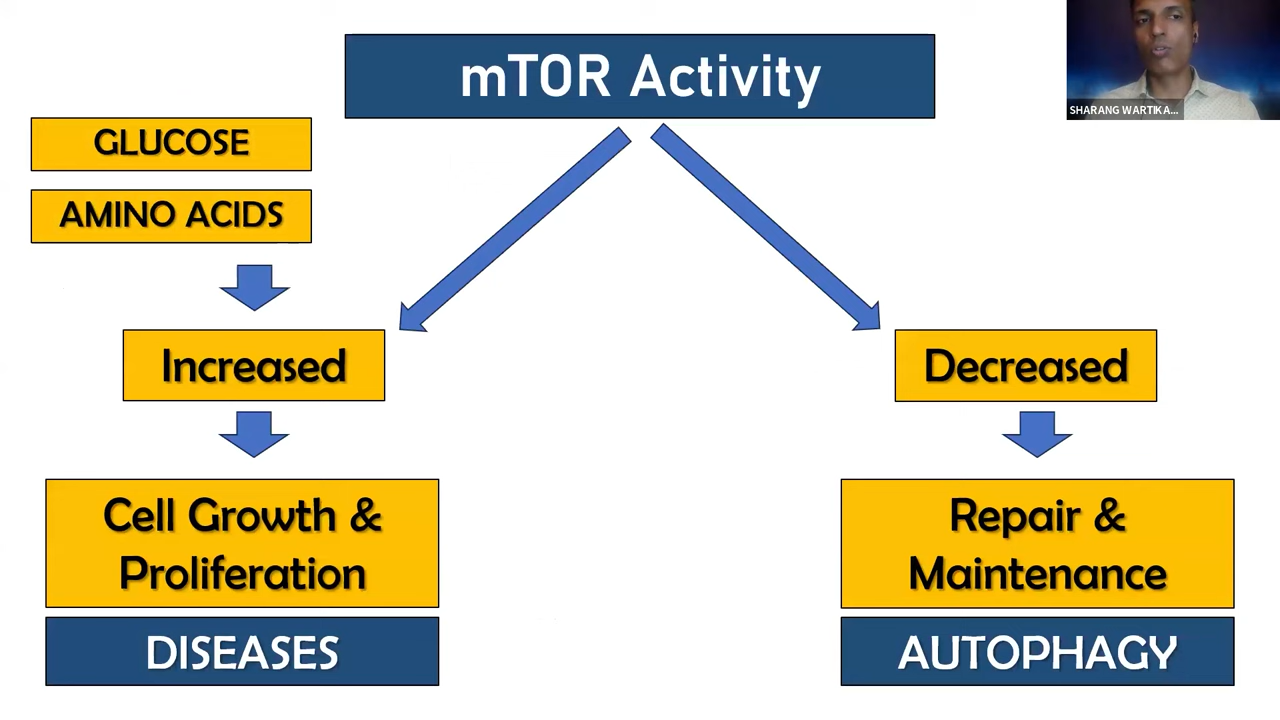 mTOR Activity
SHARANG WARTIKA...
GLUCOSE
AMINO ACIDS
Increased
Decreased
Cell Growth &
Proliferation
Repair &
Maintenance
DISEASES
AUTOPHAGY